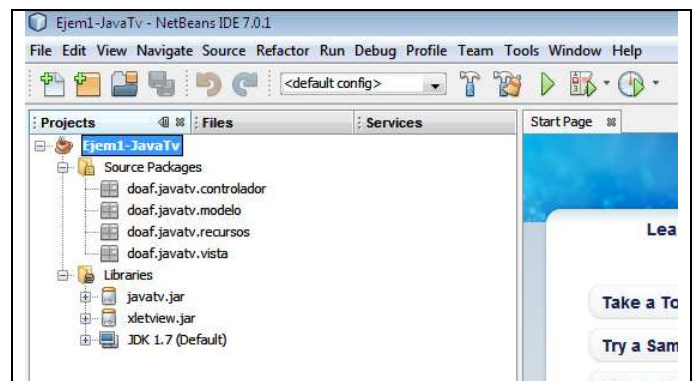 Ejem1-JavaTv - NetBeans IDE 7.0.1
File Edit View Navigate Source Refactor Run Debug Profile Team Tools Window Help
<default config>
Projects Files Services Start Page
Ejem1-JavaTv
Source Packages
doaf.javatv.controlador
doaf.javatv.modelo
doaf.javatv.recursos
doaf.javatv.vista
Libraries
javatv.jar
xletview.jar
JDK 1.7 (Default)
Lea
Take a To
Try a Sam